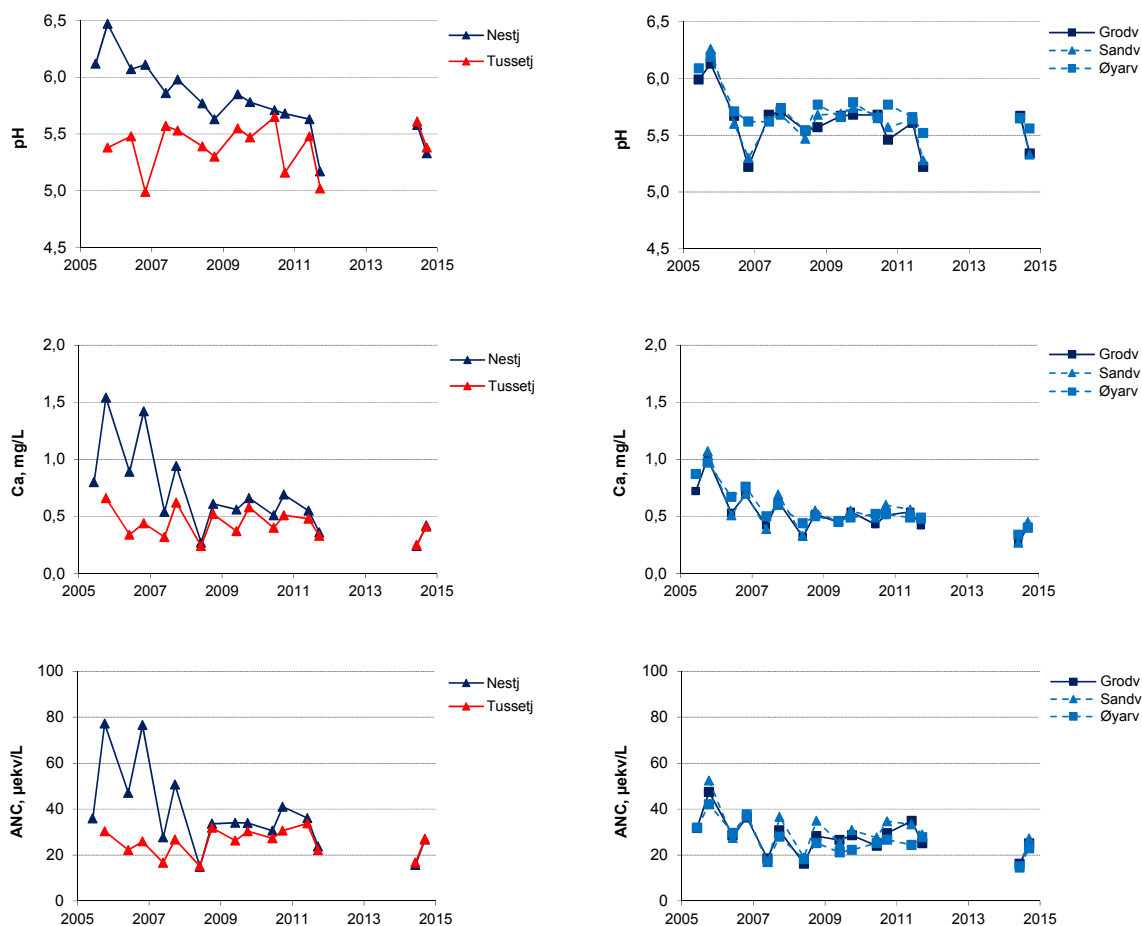 6,5
6,0
5,5
5,0
4,5
pH
2005 2007 2009 2011 2013 2015
Nestj
Tussetj
6,5
6,0
5,5
5,0
4,5
pH
2005 2007 2009 2011 2013 2015
Grodv
Sandv
Øyarv
2,0
1,5
1,0
0,5
0,0
Ca, mg/L
2005 2007 2009 2011 2013 2015
Nestj
Tussetj
2,0
1,5
1,0
0,5
0,0
Ca, mg/L
2005 2007 2009 2011 2013 2015
Grodv
Sandv
Øyarv
100
80
60
40
20
0
ANC, µekv/L
2005 2007 2009 2011 2013 2015
Nestj
Tussetj
100
80
60
40
20
0
ANC, µekv/L
2005 2007 2009 2011 2013 2015
Grodv
Sandv
Øyarv